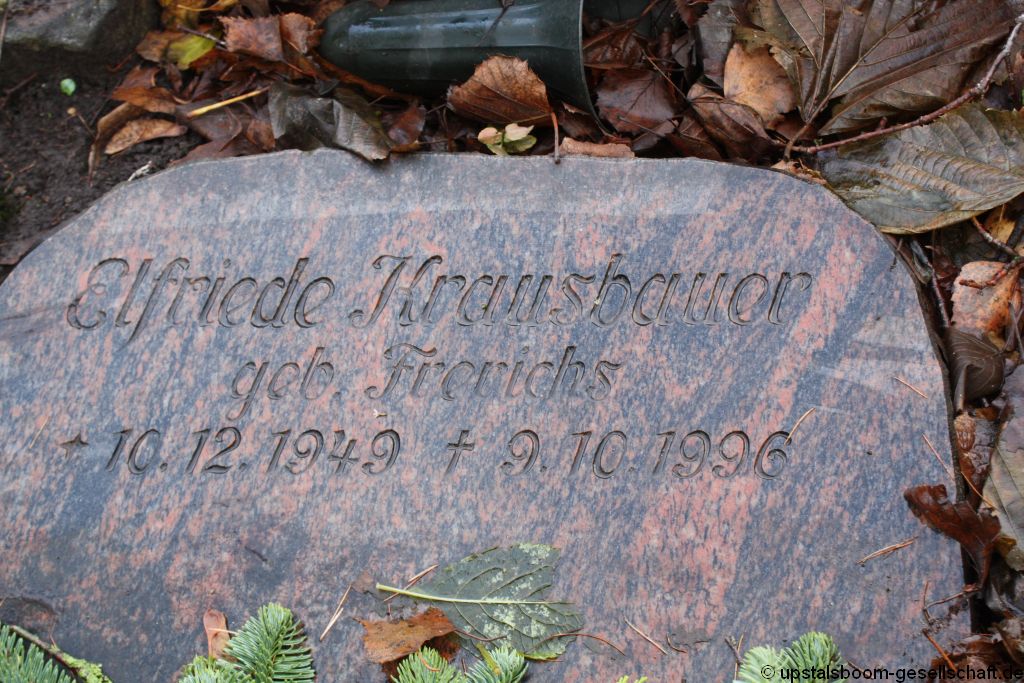 Elfriede Krausbauer
geb. Frerichs
* 10.12.1949 † 9.10.1996
© upstalsboom-gesellschaft.de